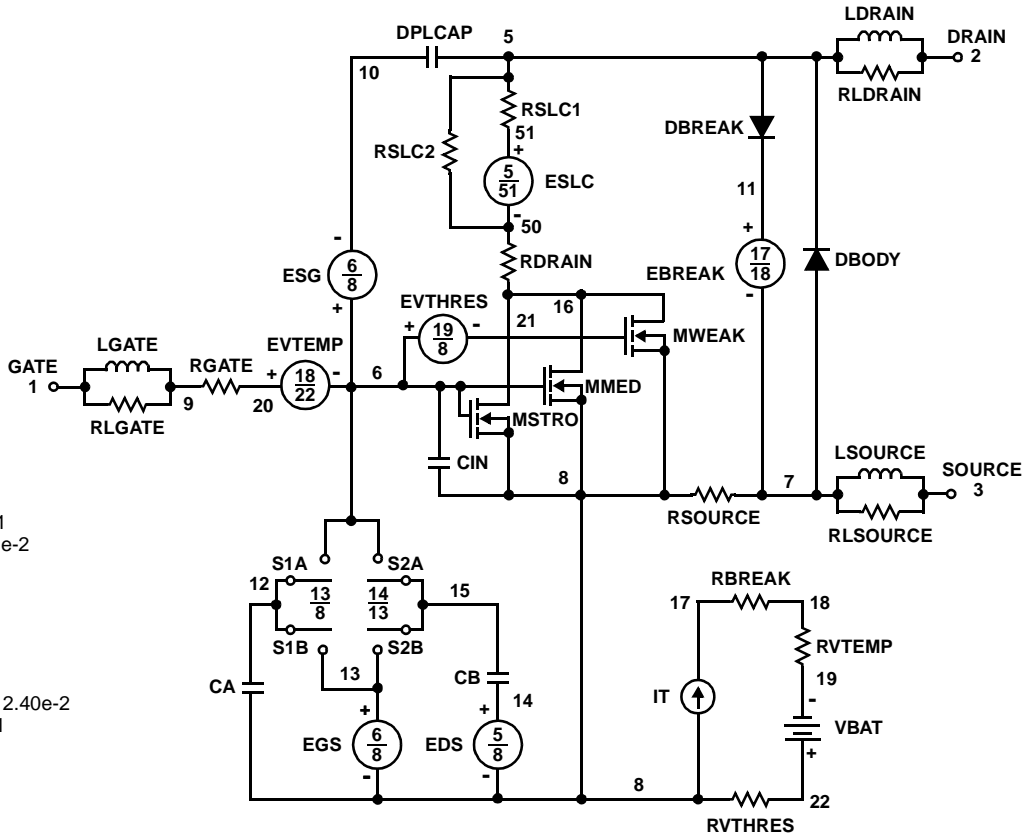 DPLCAP
5
LDRAIN
DRAIN
2
10
RLDRAIN
RSLC1
51
+
RSLC2
5
51
ESLC
-
50
DBREAK
11
+
17
18
EBREAK
-
DBODY
-
ESG
6
8
+
RDRAIN
EVTHRES
16
21
+
19
8
-
MWEAK
LGATE
GATE
1
RGATE
EVTEMP
+
18
22
-
6
9
20
RLGATE
MMED
MSTRO
CIN
8
7
LSOURCE
SOURCE
3
RSOURCE
RLSOURCE
e-2
S1A
S2A
12
13
8
14
13
15
S1B
S2B
13
CA
CB
14
+
+
EGS
6
8
EDS
5
8
-
-
8
RBREAK
17
18
RVTEMP
19
IT
-
VBAT
+
22
RVTHRES
2.40e-2